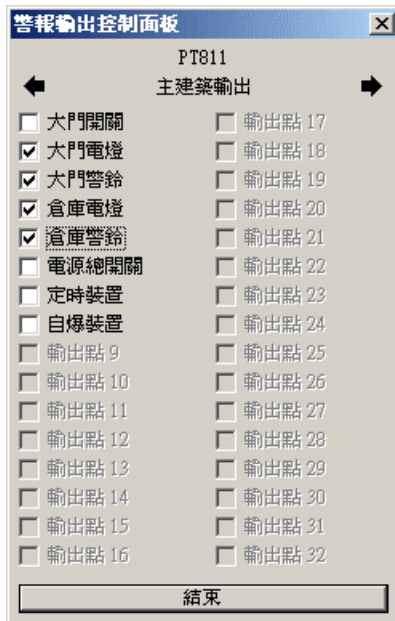 警報輸出控制面板
PT811
主建築輸出
大門開關
大門電燈
大門警鈴
倉庫電燈
倉庫警鈴
電源總開關
定時裝置
自爆裝置
輸出點 9
輸出點 10
輸出點 11
輸出點 12
輸出點 13
輸出點 14
輸出點 15
輸出點 16
輸出點 17
輸出點 18
輸出點 19
輸出點 20
輸出點 21
輸出點 22
輸出點 23
輸出點 24
輸出點 25
輸出點 26
輸出點 27
輸出點 28
輸出點 29
輸出點 30
輸出點 31
輸出點 32
結束